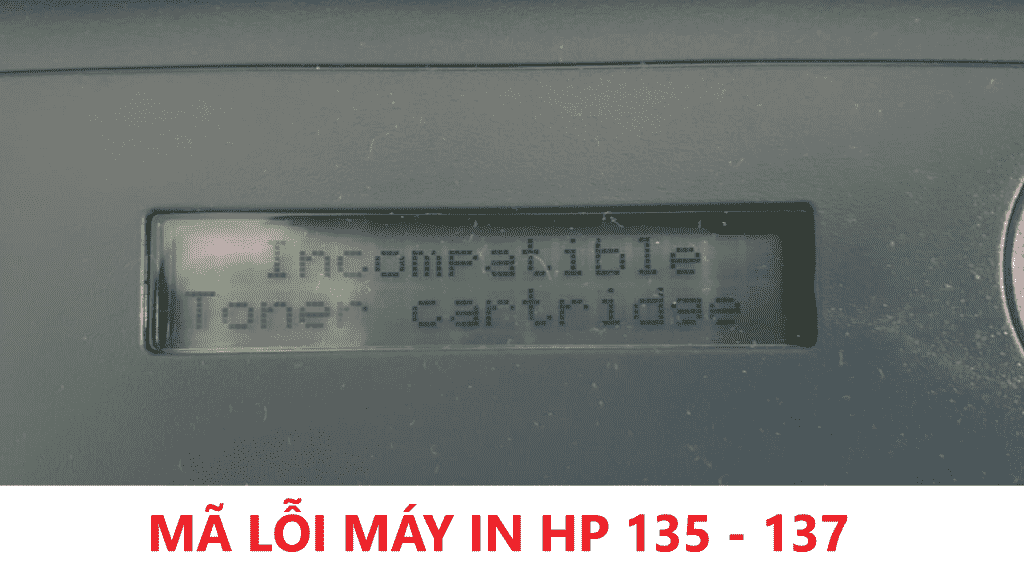 Incompatible
Toner cartridge
MÃ LỖI MÁY IN HP 135 - 137